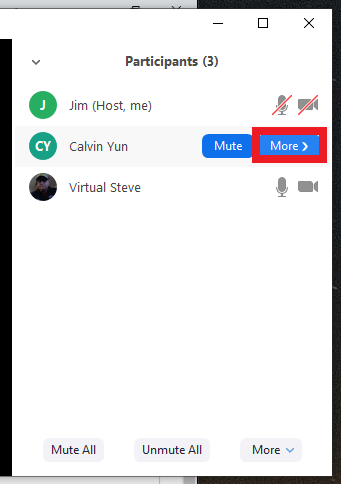 Participants (3)
J Jim (Host, me)
CY Calvin Yun Mute More
Virtual Steve
Mute All Unmute All More